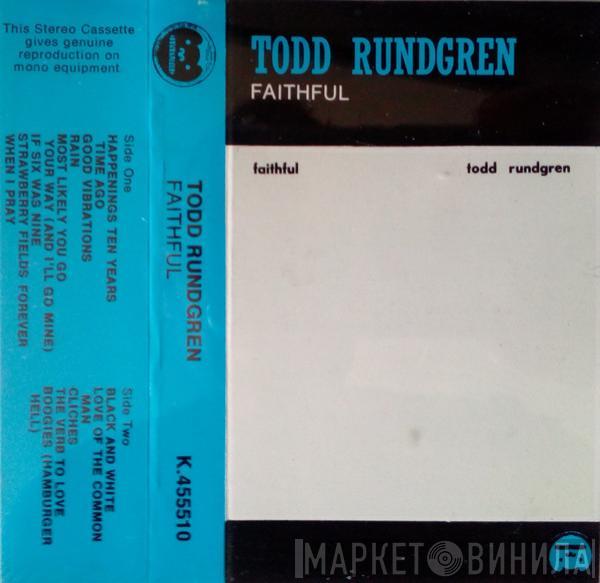 This Stereo Cassette
gives genuine
reproduction on
mono equipment.
Side One
HAPPENINGS TEN YEARS
TIME AGO
GOOD VIBRATIONS
RAIN
MOST LIKELY YOU GO
YOUR WAY (AND I'LL GO MINE)
IF SIX WAS NINE
STRAWBERRY FIELDS FOREVER
WHEN I PRAY
Side Two
BLACK AND WHITE
LOVE OF THE COMMON
MAN
CLICHES
THE VERB TO LOVE
BOOGIES (HAMBURGER
HELL)
TODD RUNDGREN
FAITHFUL
K.455510
TODD RUNDGREN
FAITHFUL
faithful
todd rundgren
МАРКЕТ ВИНИЛА